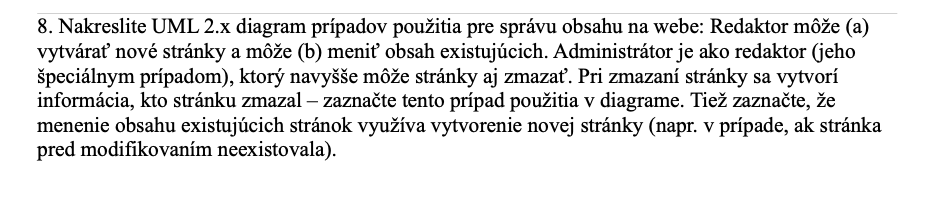 8. Nakreslite UML 2.x diagram prípadov použitia pre správu obsahu na webe: Redaktor môže (a)
vytvárať nové stránky a môže (b) meniť obsah existujúcich. Administrátor je ako redaktor (jeho
špeciálnym prípadom), ktorý navyšše môže stránky aj zmazať. Pri zmazaní stránky sa vytvorí
informácia, kto stránku zmazal – zaznačte tento prípad použitia v diagrame. Tiež zaznačte, že
menenie obsahu existujúcich stránok využíva vytvorenie novej stránky (napr. v prípade, ak stránka
pred modifikovaním neexistovala).